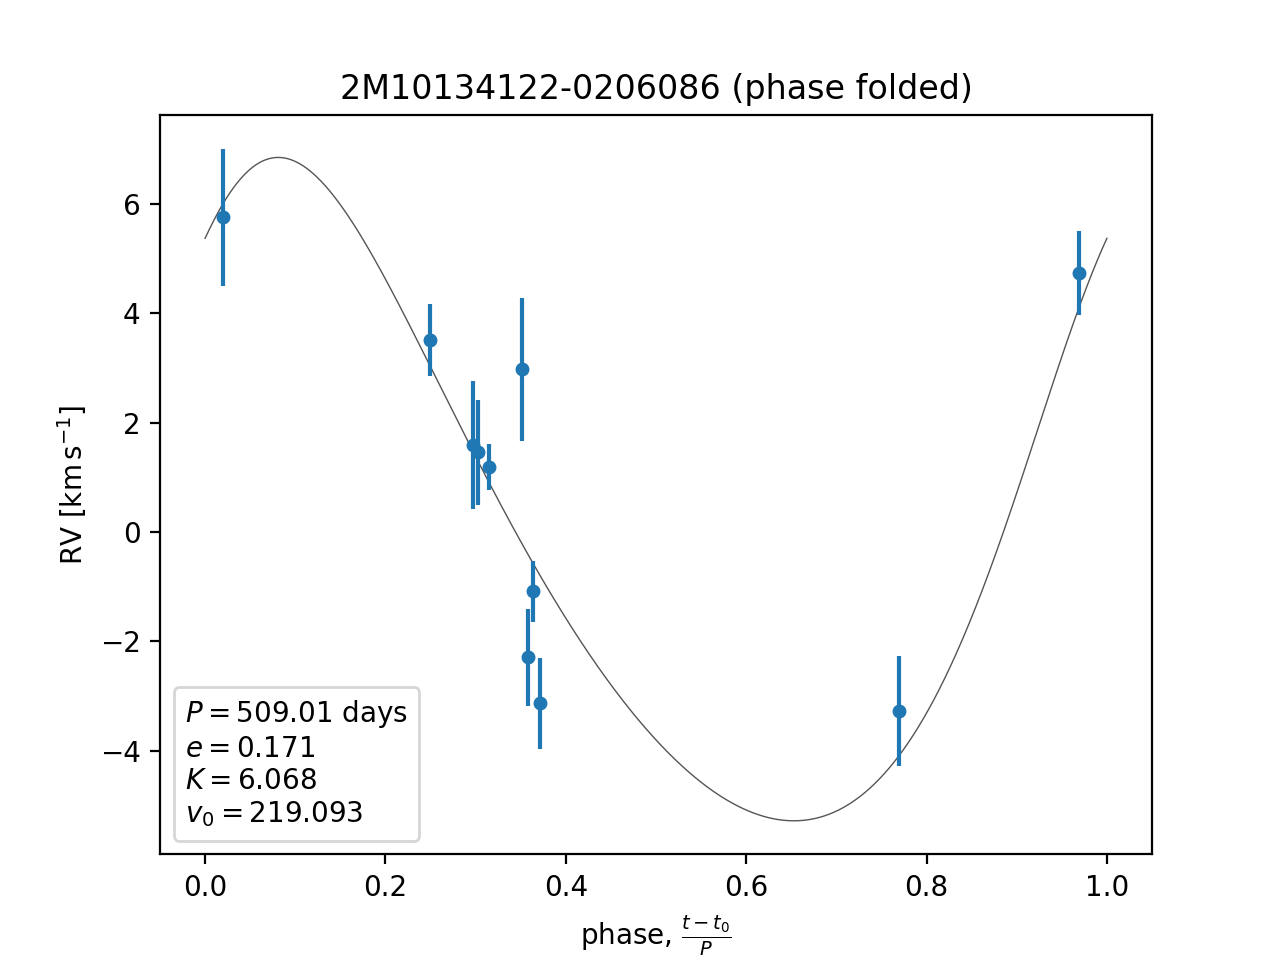 2M10134122-0206086 (phase folded)
6
4
2
0
−2
−4
RV [km s⁻¹]
P = 509.01 days
e = 0.171
K = 6.068
v₀ = 219.093
0.0 0.2 0.4 0.6 0.8 1.0
phase, (t − t₀)/P